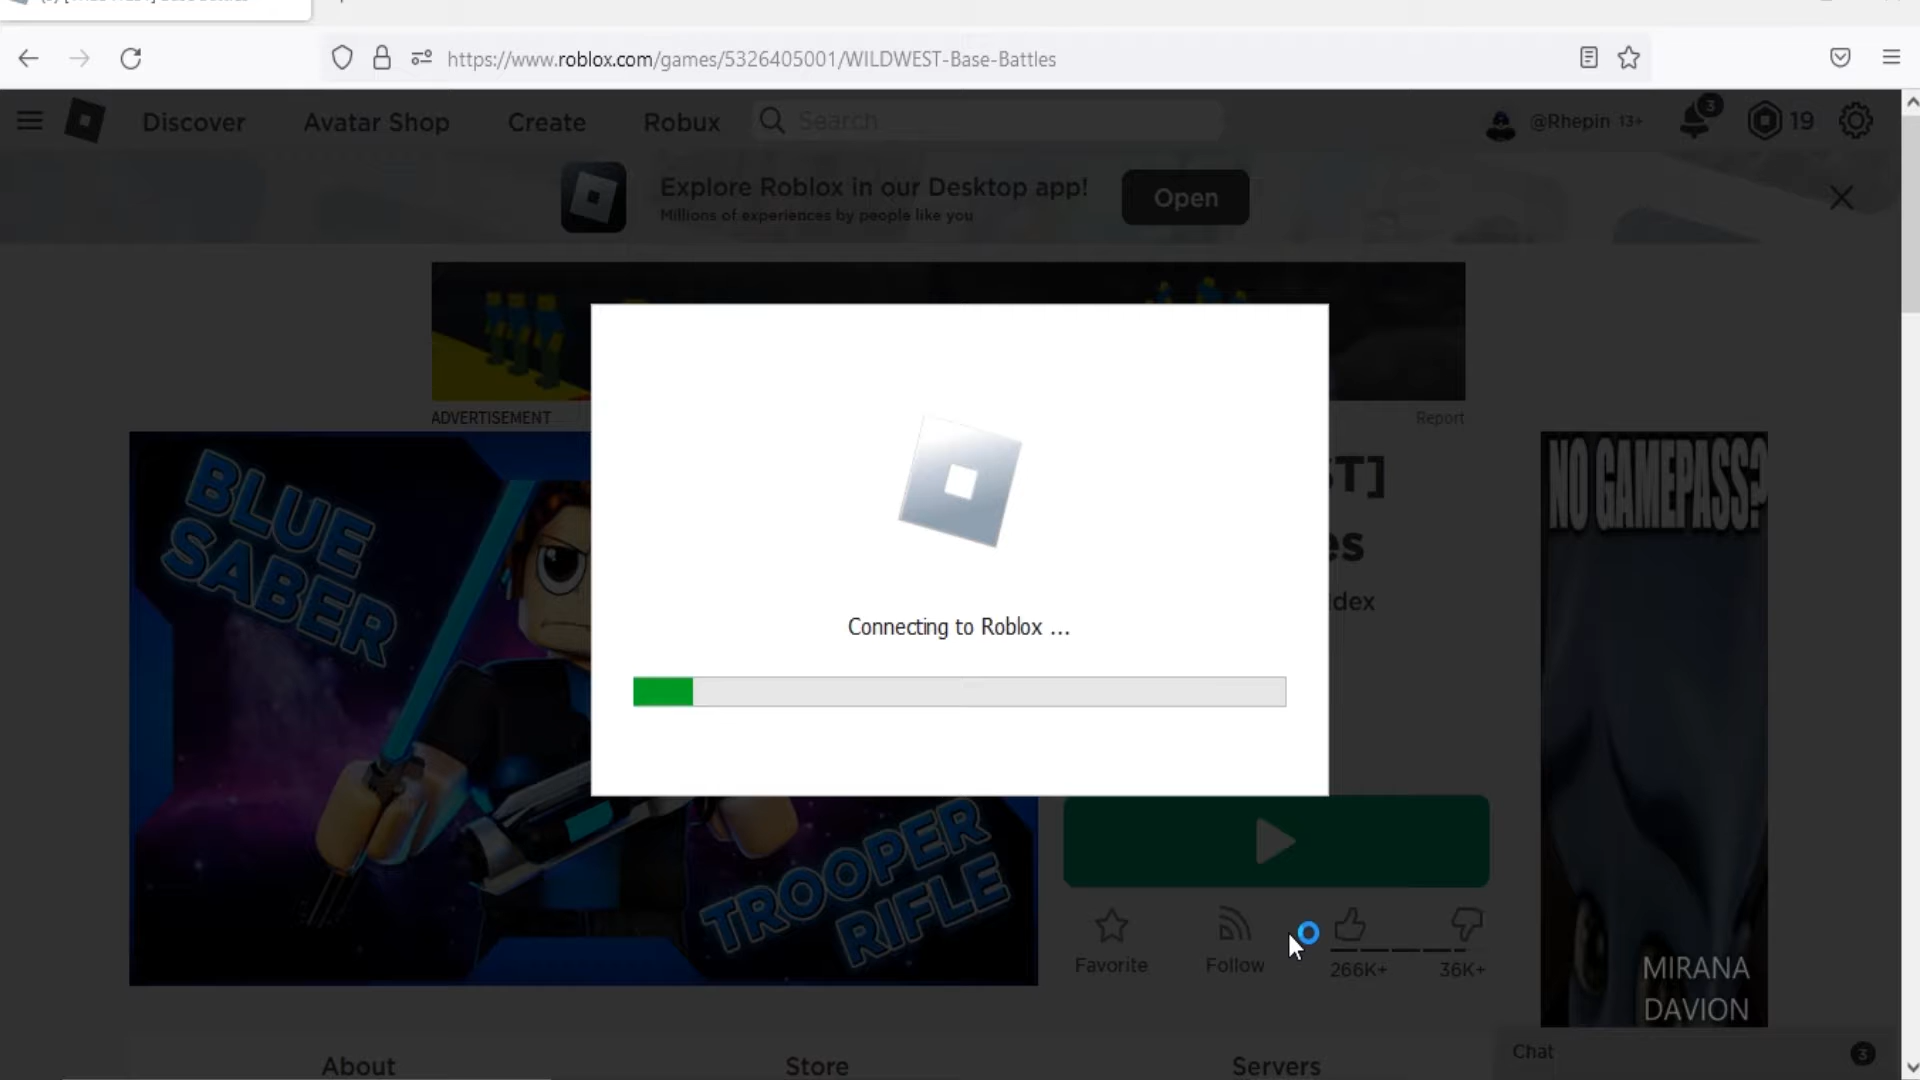 https://www.roblox.com/games/5326405001/WILDWEST-Base-Battles
Discover
Avatar Shop
Create
Robux
Search
@Rhepin 13+
3
19
Explore Roblox in our Desktop app!
Millions of experiences by people like you
Open
ADVERTISEMENT
Report
BLUE
SABER
TROOPER
RIFLE
Connecting to Roblox ...
NO GAMEPASS?
MIRANA
DAVION
Favorite
Follow
266K+
36K+
About
Store
Servers
Chat
3